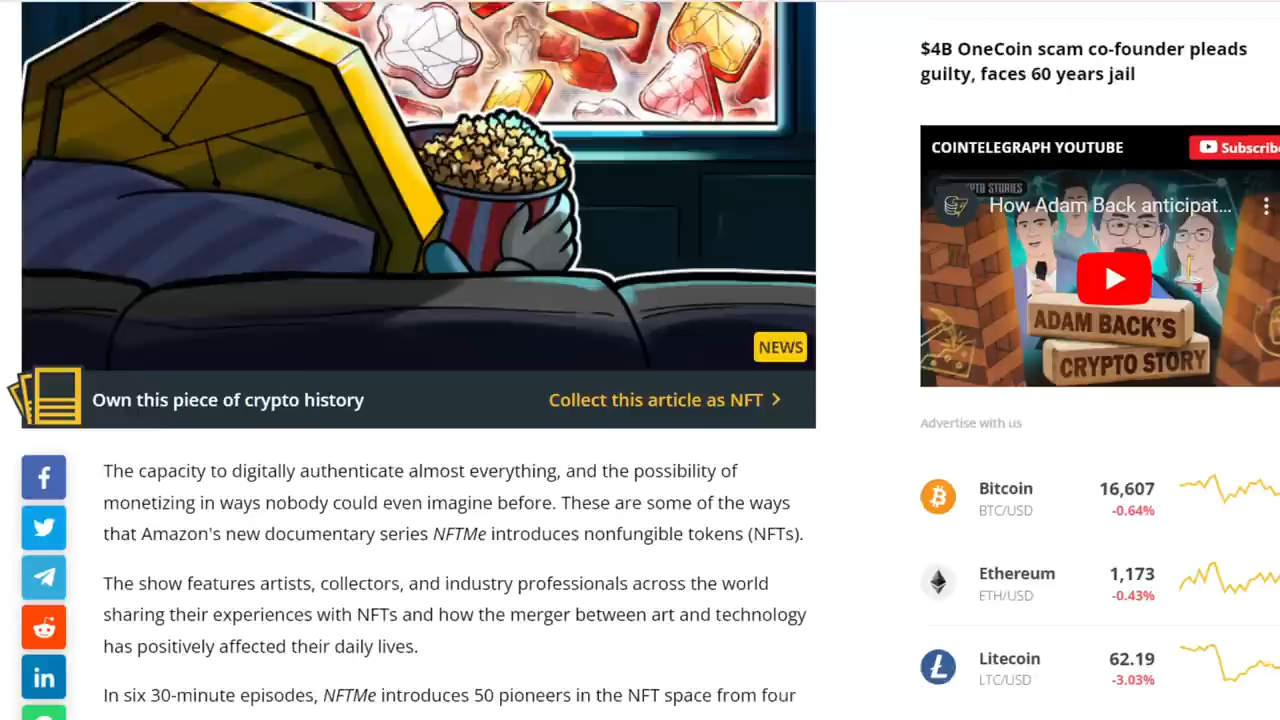 NEWS
Own this piece of crypto history
Collect this article as NFT >
The capacity to digitally authenticate almost everything, and the possibility of
monetizing in ways nobody could even imagine before. These are some of the ways
that Amazon's new documentary series NFTMe introduces nonfungible tokens (NFTs).
The show features artists, collectors, and industry professionals across the world
sharing their experiences with NFTs and how the merger between art and technology
has positively affected their daily lives.
In six 30-minute episodes, NFTMe introduces 50 pioneers in the NFT space from four
$4B OneCoin scam co-founder pleads
guilty, faces 60 years jail
COINTELEGRAPH YOUTUBE
Subscribe
STORIES
How Adam Back anticipat...
ADAM BACK'S
CRYPTO STORY
Advertise with us
Bitcoin 16,607
BTC/USD -0.64%
Ethereum 1,173
ETH/USD -0.43%
Litecoin 62.19
LTC/USD -3.03%